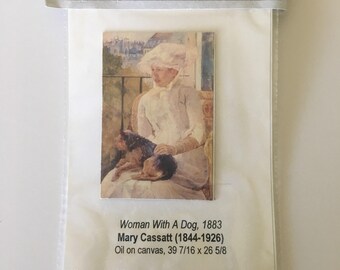 Woman With A Dog, 1883
Mary Cassatt (1844-1926)
Oil on canvas, 39 7/16 x 26 5/8